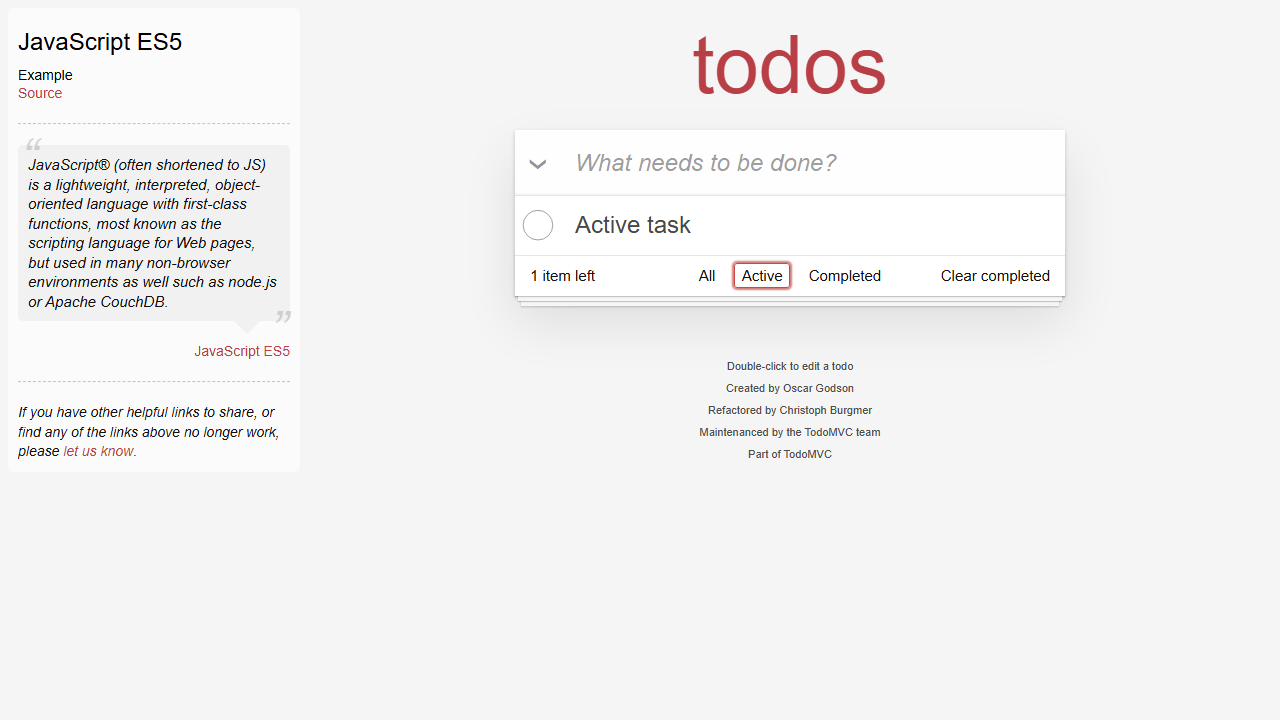 JavaScript ES5
Example
Source
“
JavaScript® (often shortened to JS)
is a lightweight, interpreted, object-
oriented language with first-class
functions, most known as the
scripting language for Web pages,
but used in many non-browser
environments as well such as node.js
or Apache CouchDB.
”
JavaScript ES5
If you have other helpful links to share, or
find any of the links above no longer work,
please let us know.
todos
What needs to be done?
Active task
1 item left
All
Active
Completed
Clear completed
Double-click to edit a todo
Created by Oscar Godson
Refactored by Christoph Burgmer
Maintenanced by the TodoMVC team
Part of TodoMVC